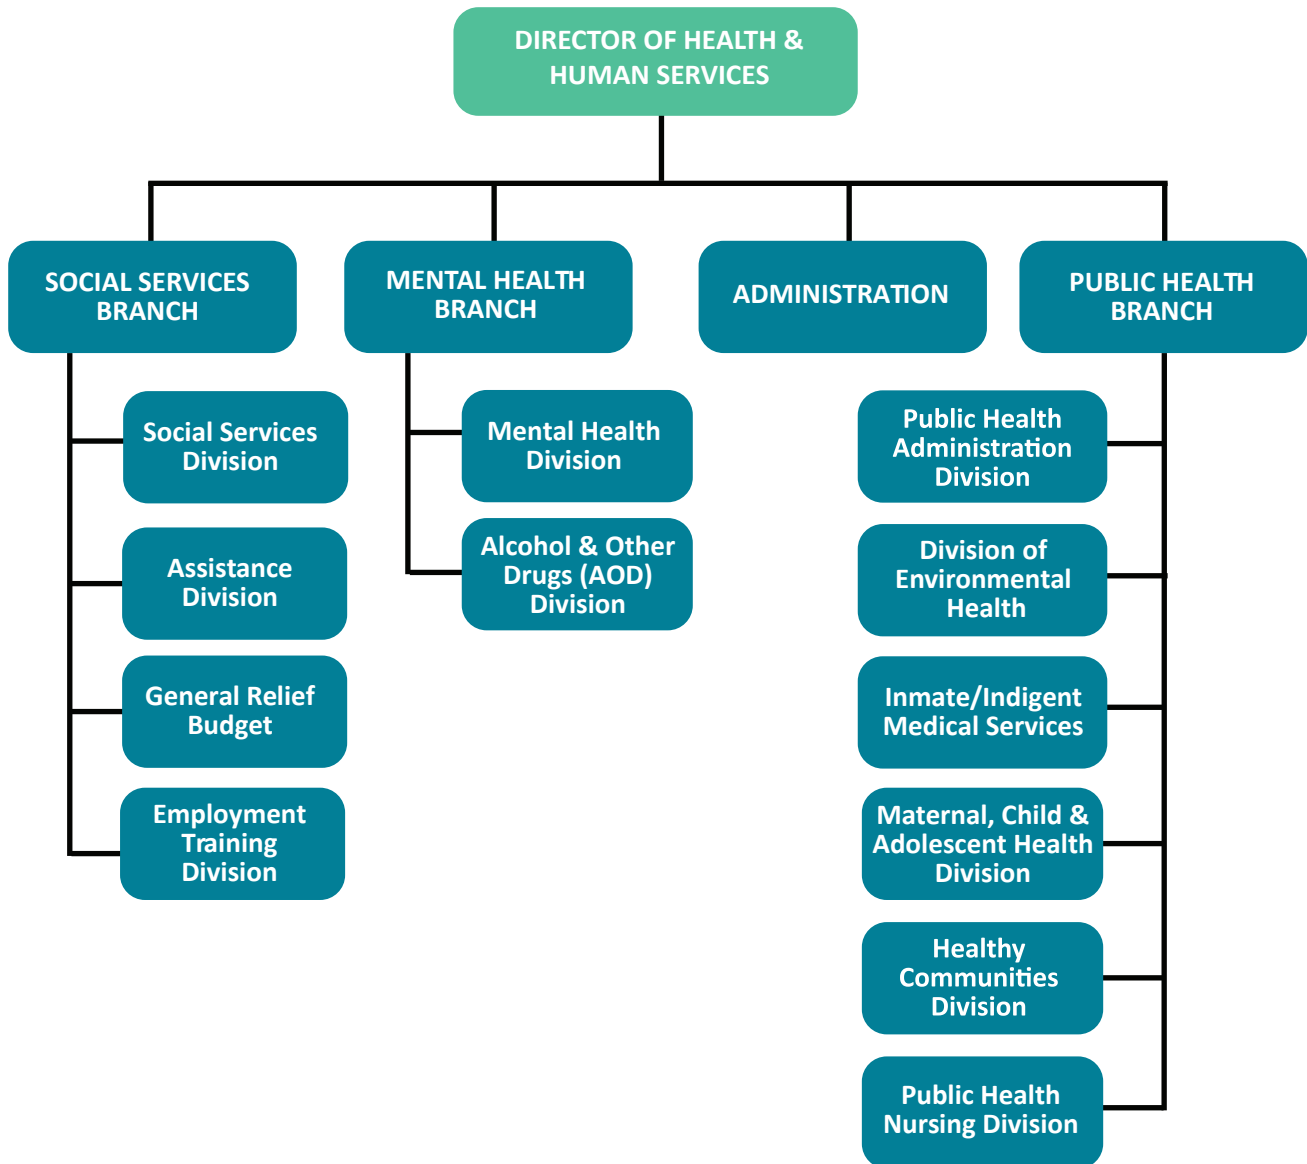 DIRECTOR OF HEALTH &
HUMAN SERVICES
SOCIAL SERVICES
BRANCH
MENTAL HEALTH
BRANCH
ADMINISTRATION
PUBLIC HEALTH
BRANCH
Social Services
Division
Assistance
Division
General Relief
Budget
Employment
Training
Division
Mental Health
Division
Alcohol & Other
Drugs (AOD)
Division
Public Health
Administration
Division
Division of
Environmental
Health
Inmate/Indigent
Medical Services
Maternal, Child &
Adolescent Health
Division
Healthy
Communities
Division
Public Health
Nursing Division